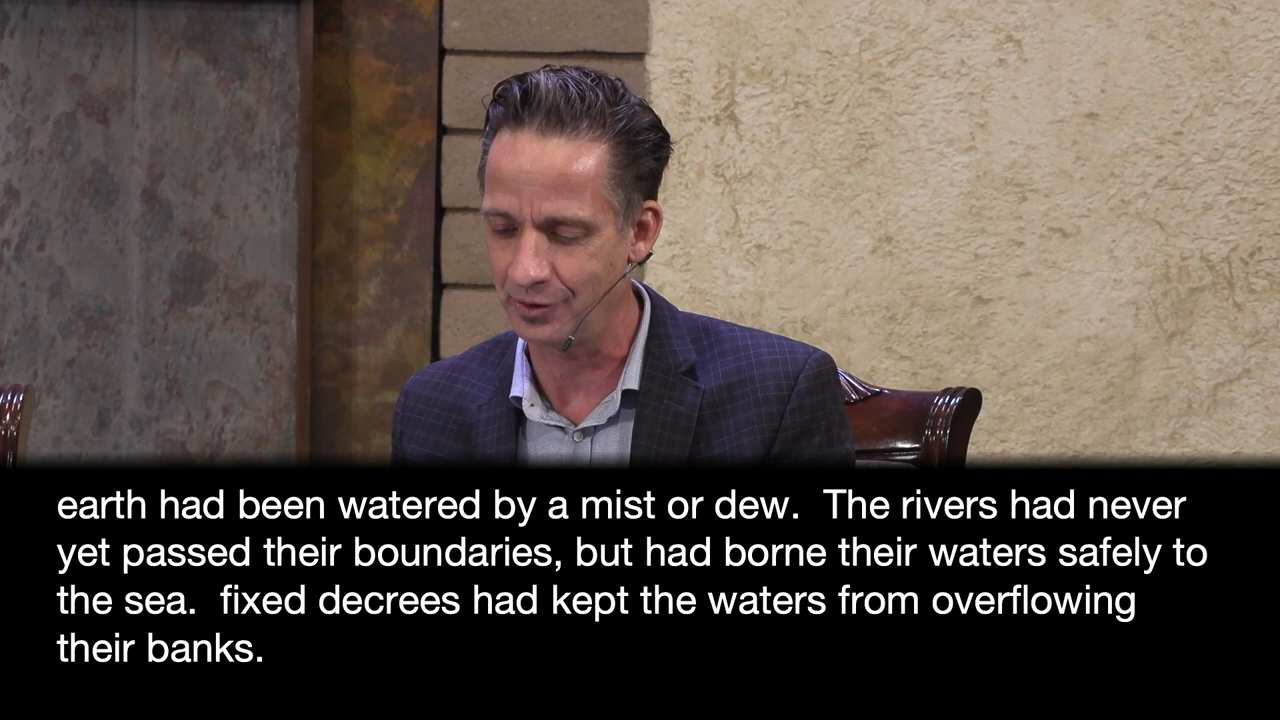 earth had been watered by a mist or dew.  The rivers had never
yet passed their boundaries, but had borne their waters safely to
the sea.  fixed decrees had kept the waters from overflowing
their banks.